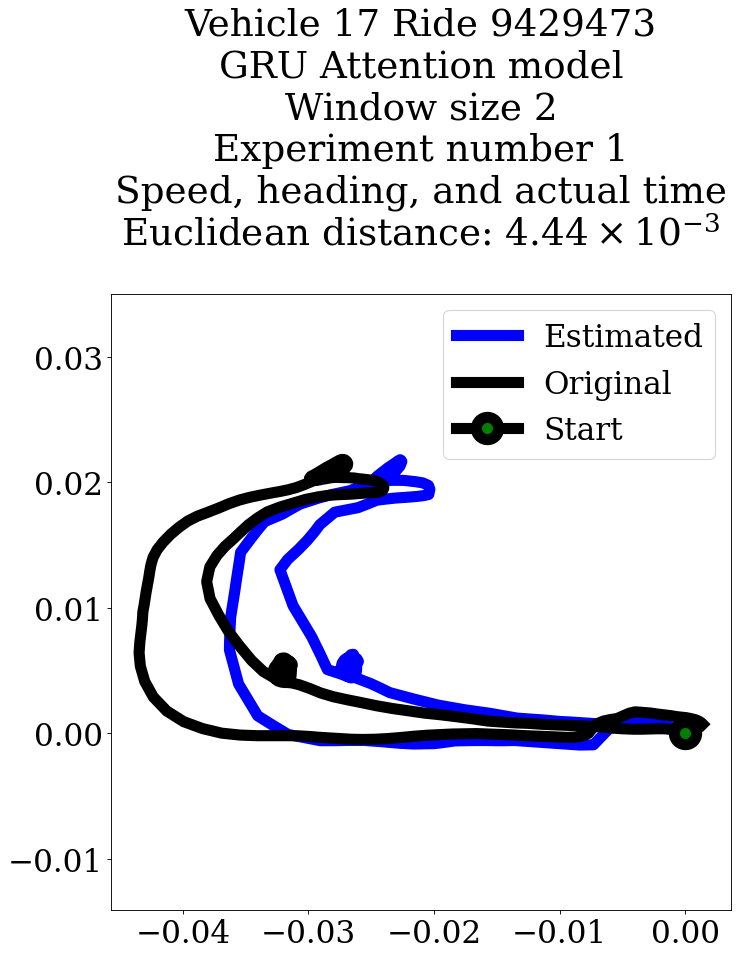 Vehicle 17 Ride 9429473
GRU Attention model
Window size 2
Experiment number 1
Speed, heading, and actual time
Euclidean distance: 4.44 × 10⁻³
Estimated
Original
Start
0.03
0.02
0.01
0.00
−0.01
−0.04 −0.03 −0.02 −0.01 0.00